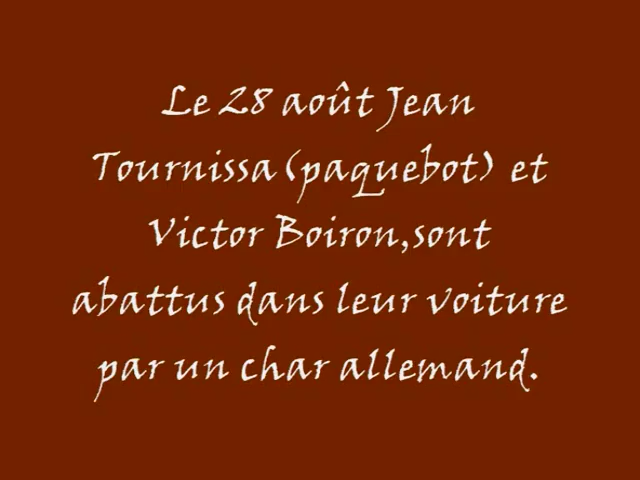 Le 28 août Jean
Tournissa (paquebot) et
Victor Boiron,sont
abattus dans leur voiture
par un char allemand.